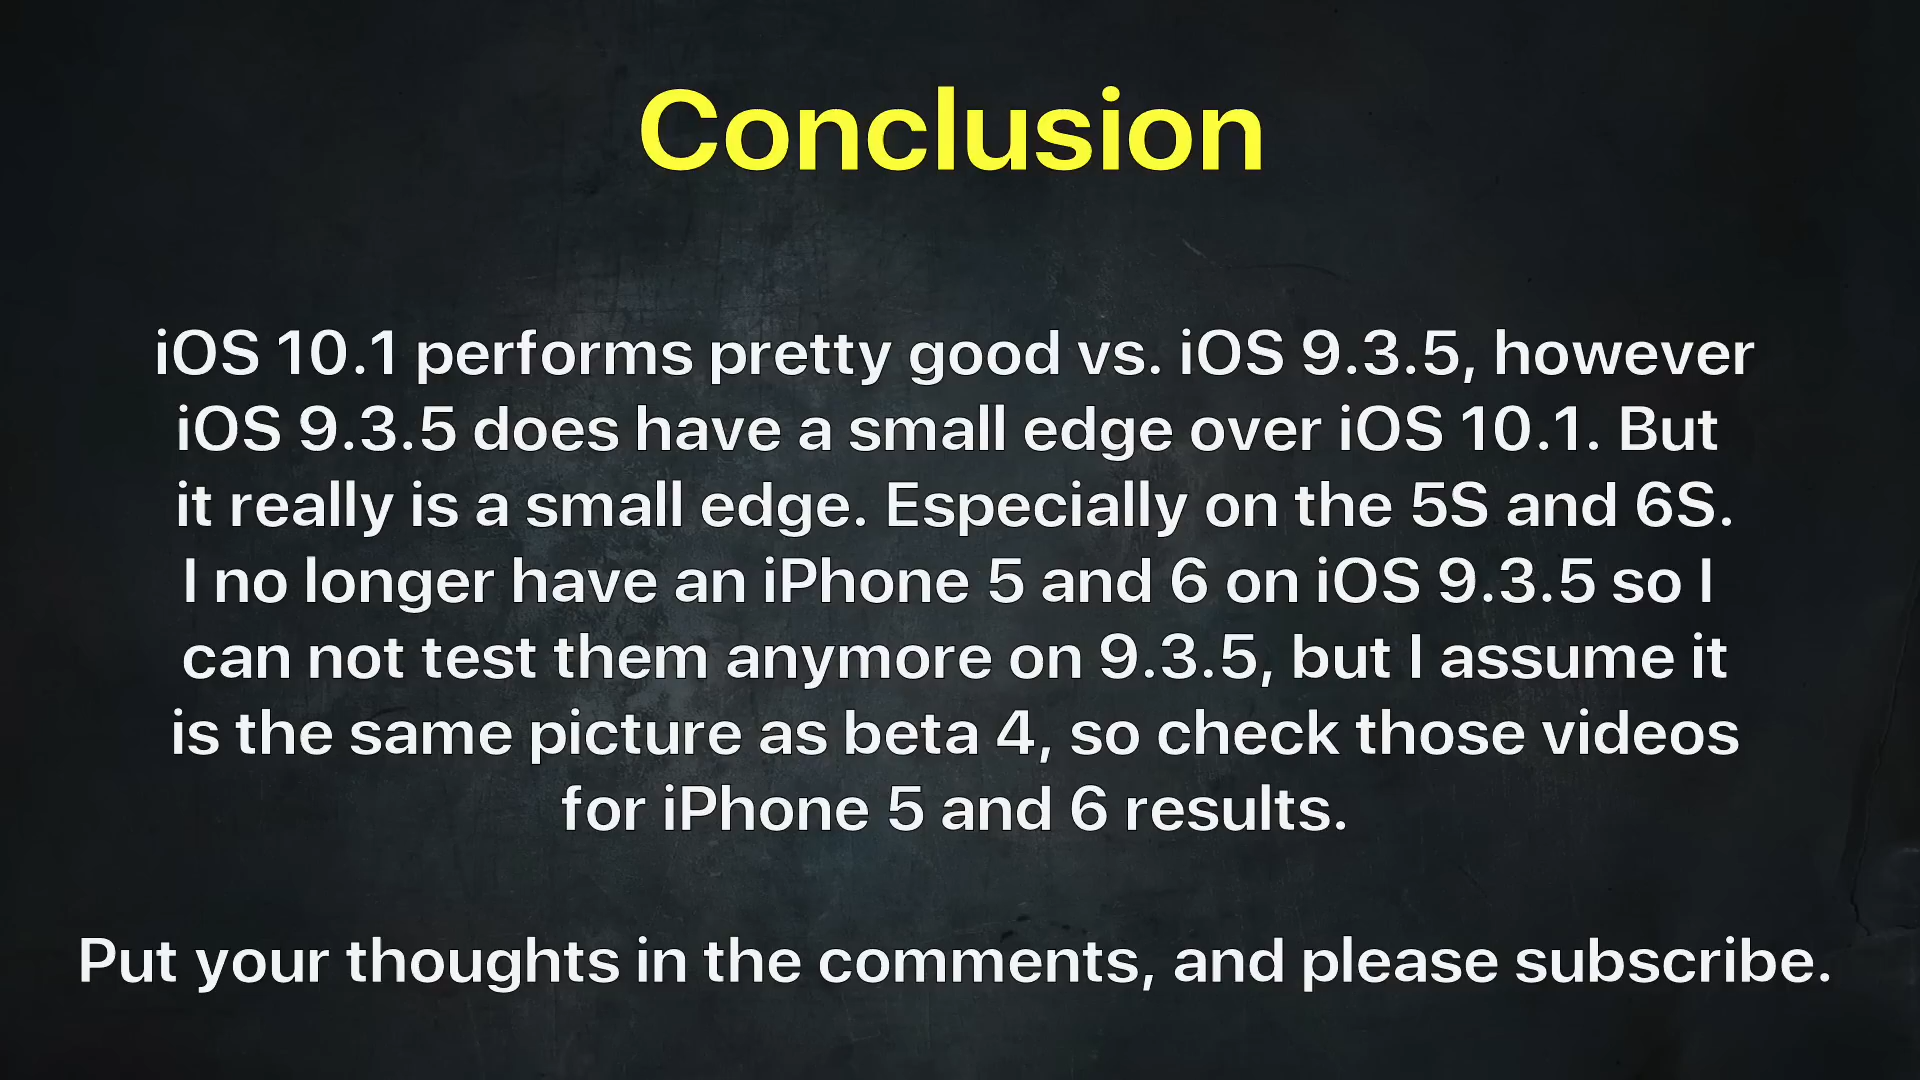 Conclusion
iOS 10.1 performs pretty good vs. iOS 9.3.5, however
iOS 9.3.5 does have a small edge over iOS 10.1. But
it really is a small edge. Especially on the 5S and 6S.
I no longer have an iPhone 5 and 6 on iOS 9.3.5 so I
can not test them anymore on 9.3.5, but I assume it
is the same picture as beta 4, so check those videos
for iPhone 5 and 6 results.
Put your thoughts in the comments, and please subscribe.